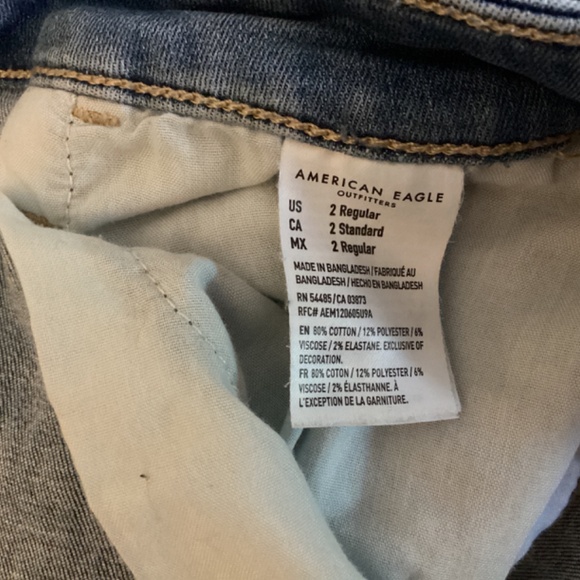 AMERICAN EAGLE
OUTFITTERS
US 2 Regular
CA 2 Standard
MX 2 Regular
MADE IN BANGLADESH / FABRIQUÉ AU
BANGLADESH / HECHO EN BANGLADESH
RN 54485 / CA 03873
RFC# AEM120605U9A
EN 80% COTTON / 12% POLYESTER / 6%
VISCOSE / 2% ELASTANE. EXCLUSIVE OF
DECORATION.
FR 80% COTON / 12% POLYESTER / 6%
VISCOSE / 2% ÉLASTHANNE. À
L'EXCEPTION DE LA GARNITURE.